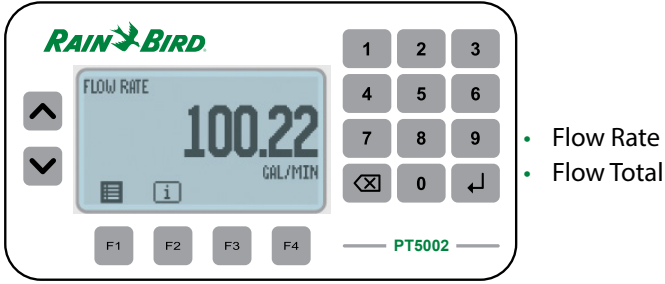 RAIN BIRD
FLOW RATE
100.22
GAL/MIN
i
1 2 3
4 5 6
7 8 9
0
F1 F2 F3 F4
PT5002
• Flow Rate
• Flow Total